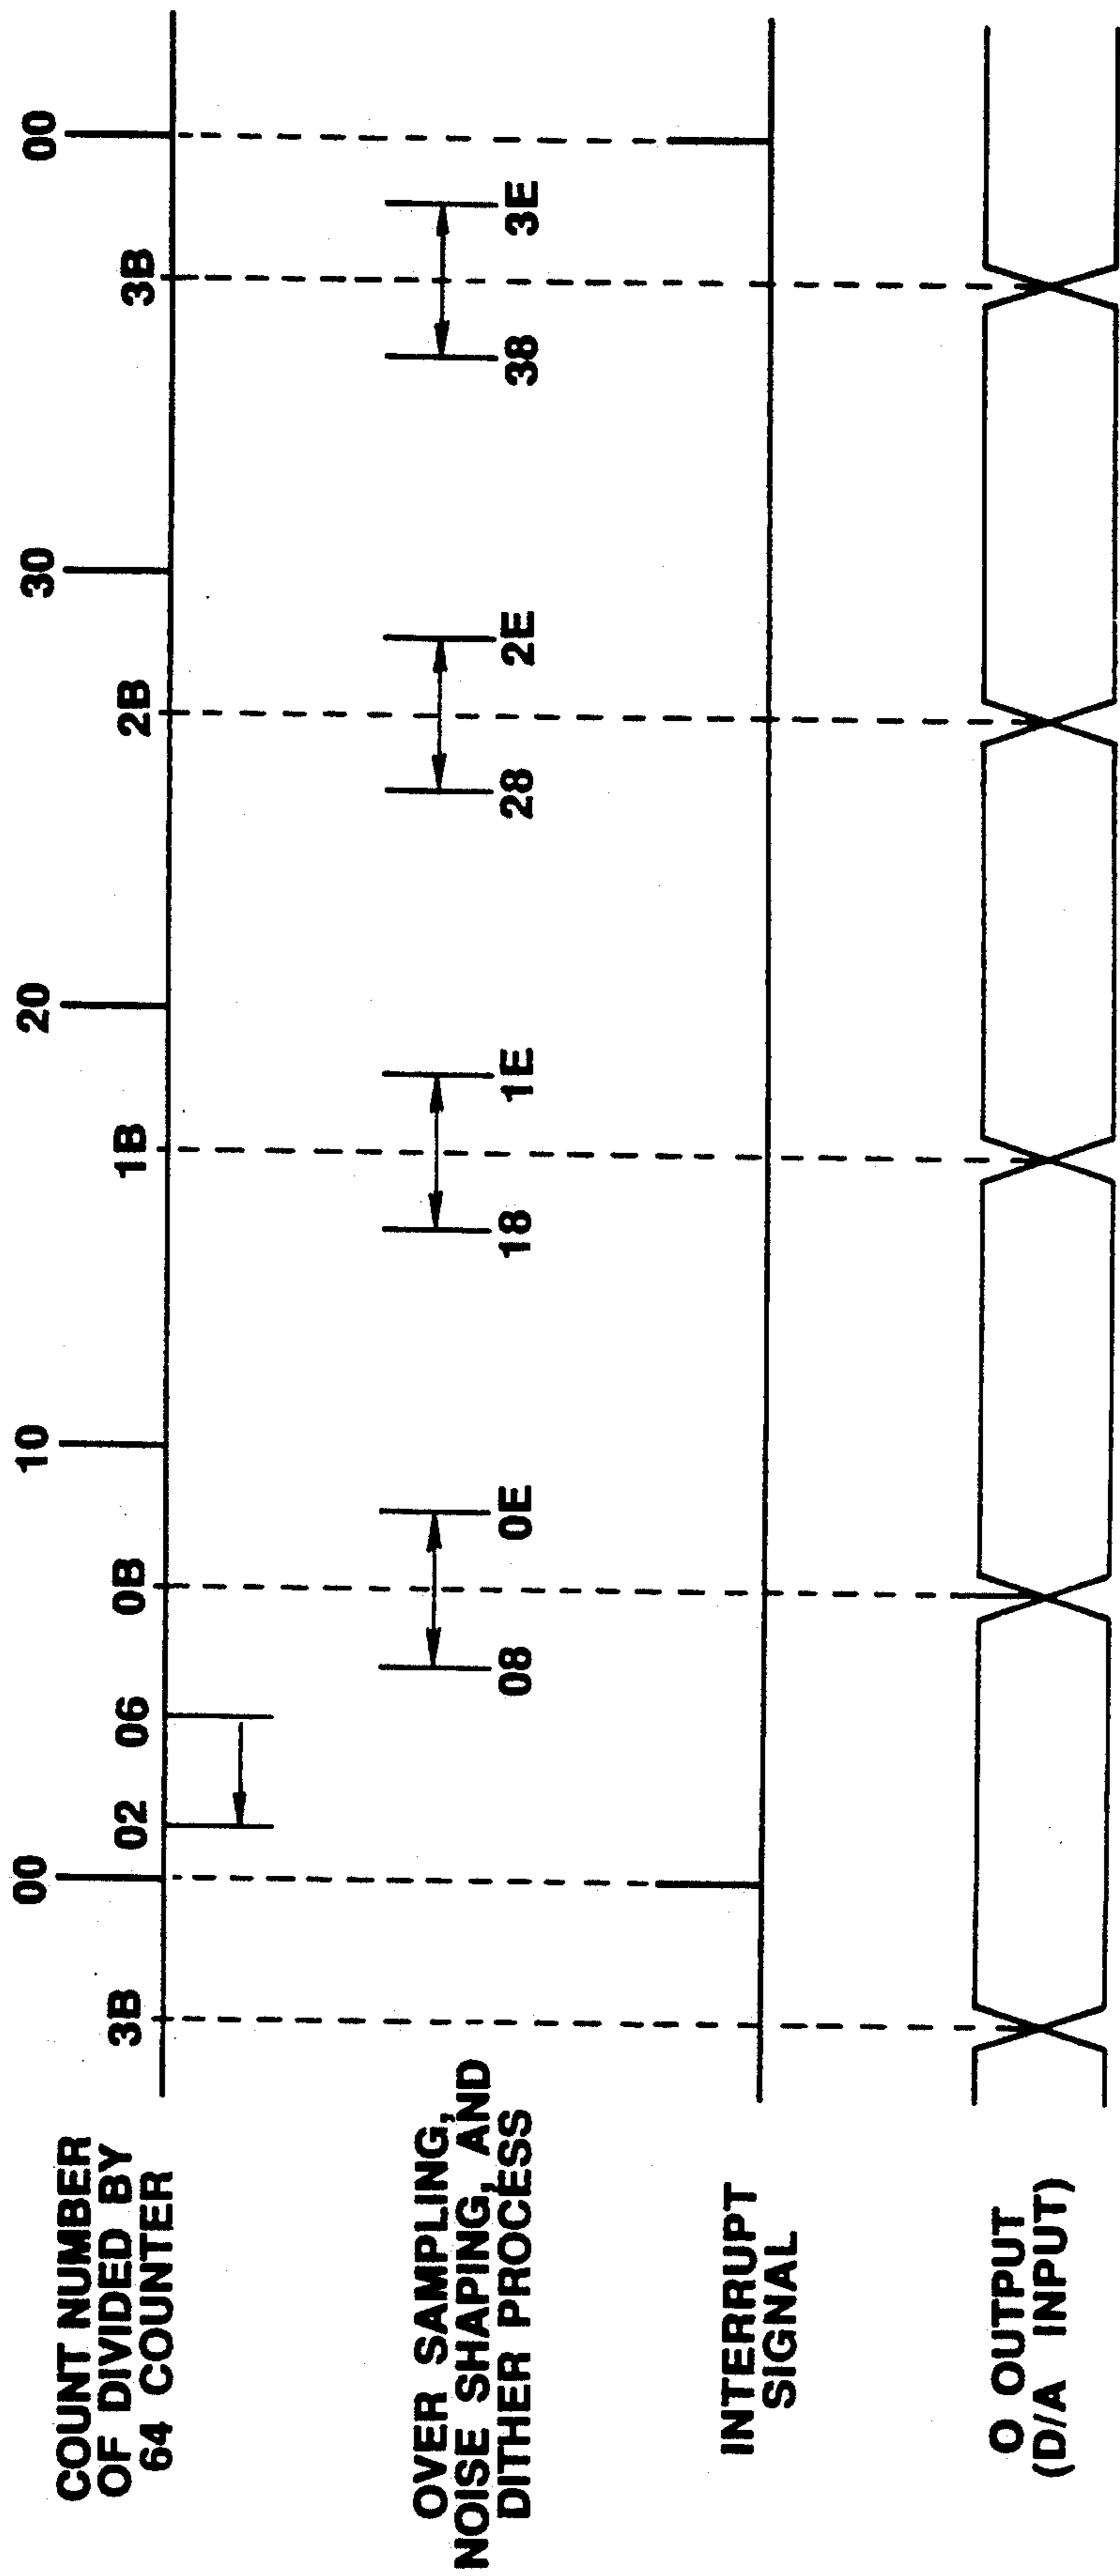 COUNT NUMBER
OF DIVIDED BY
64 COUNTER
3B
00
02
06
0B
10
1B
20
2B
30
3B
00
OVER SAMPLING,
NOISE SHAPING, AND
DITHER PROCESS
08
0E
18
1E
28
2E
38
3E
INTERRUPT
SIGNAL
O OUTPUT
(D/A INPUT)